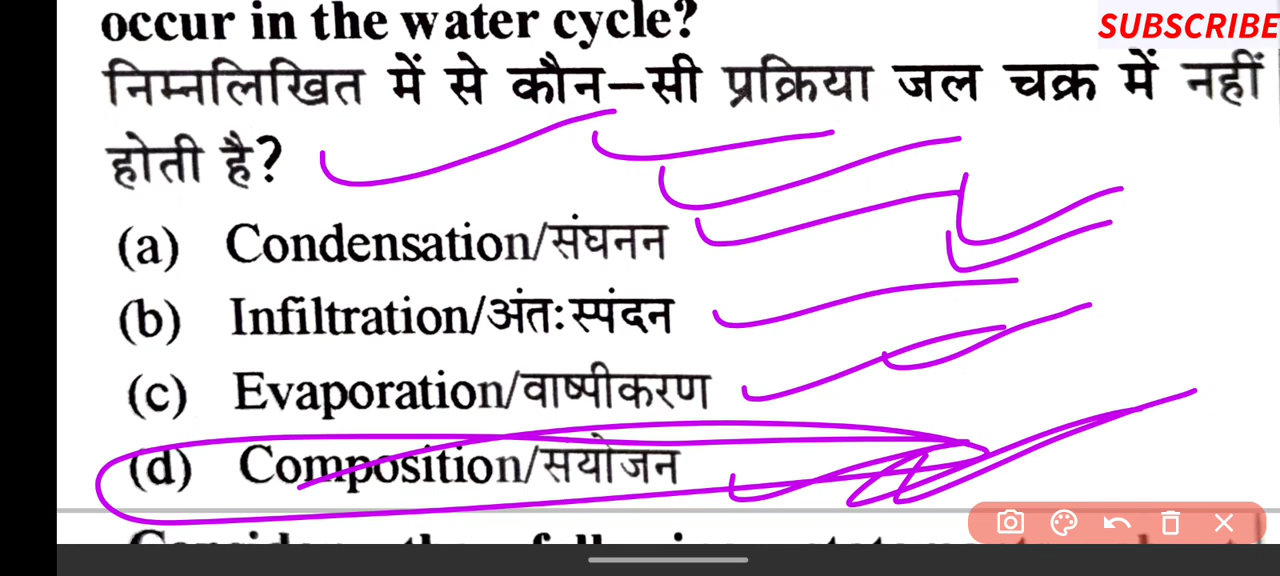 occur in the water cycle?
SUBSCRIBE
निम्नलिखित में से कौन–सी प्रक्रिया जल चक्र में नहीं
होती है?
(a) Condensation/संघनन
(b) Infiltration/अंतःस्पंदन
(c) Evaporation/वाष्पीकरण
(d) Composition/सयोजन